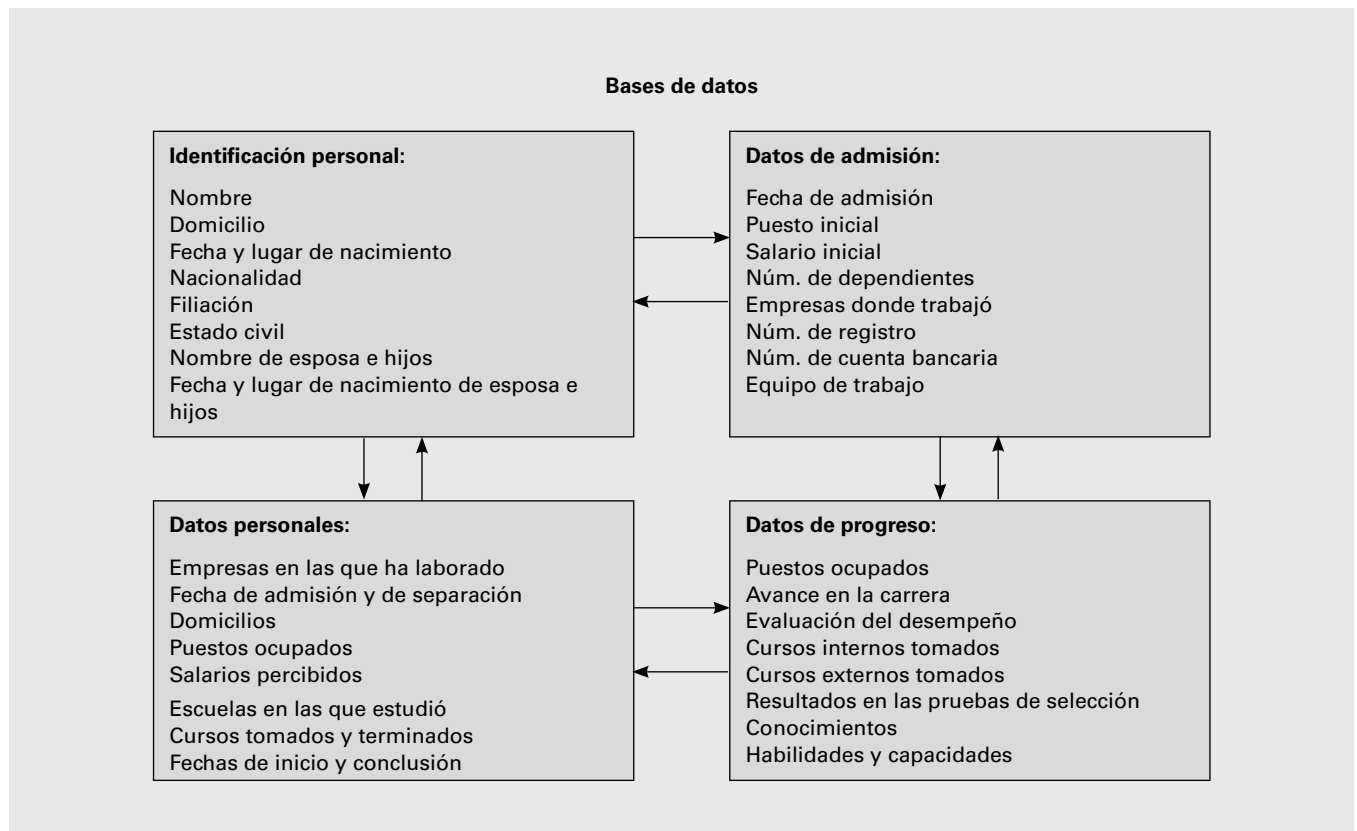 Bases de datos
Identificación personal:
Nombre
Domicilio
Fecha y lugar de nacimiento
Nacionalidad
Filiación
Estado civil
Nombre de esposa e hijos
Fecha y lugar de nacimiento de esposa e
hijos
Datos de admisión:
Fecha de admisión
Puesto inicial
Salario inicial
Núm. de dependientes
Empresas donde trabajó
Núm. de registro
Núm. de cuenta bancaria
Equipo de trabajo
Datos personales:
Empresas en las que ha laborado
Fecha de admisión y de separación
Domicilios
Puestos ocupados
Salarios percibidos
Escuelas en las que estudió
Cursos tomados y terminados
Fechas de inicio y conclusión
Datos de progreso:
Puestos ocupados
Avance en la carrera
Evaluación del desempeño
Cursos internos tomados
Cursos externos tomados
Resultados en las pruebas de selección
Conocimientos
Habilidades y capacidades